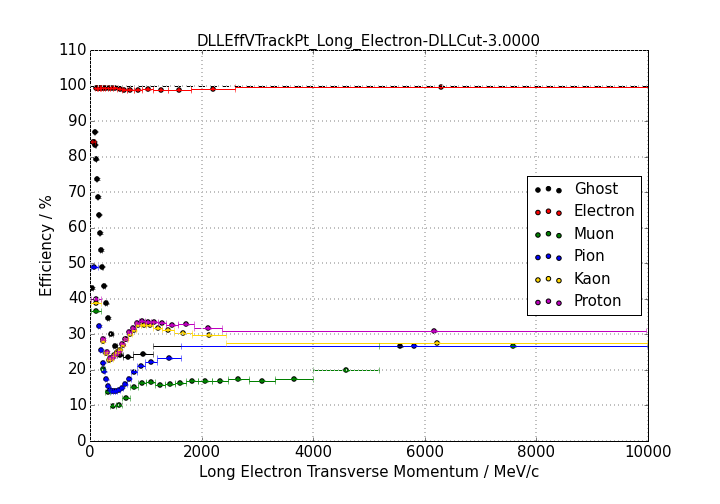 DLLEffVTrackPt_Long_Electron-DLLCut-3.0000
110
100
90
80
70
60
50
40
30
20
10
0
Efficiency / %
Ghost
Electron
Muon
Pion
Kaon
Proton
0 2000 4000 6000 8000 10000
Long Electron Transverse Momentum / MeV/c